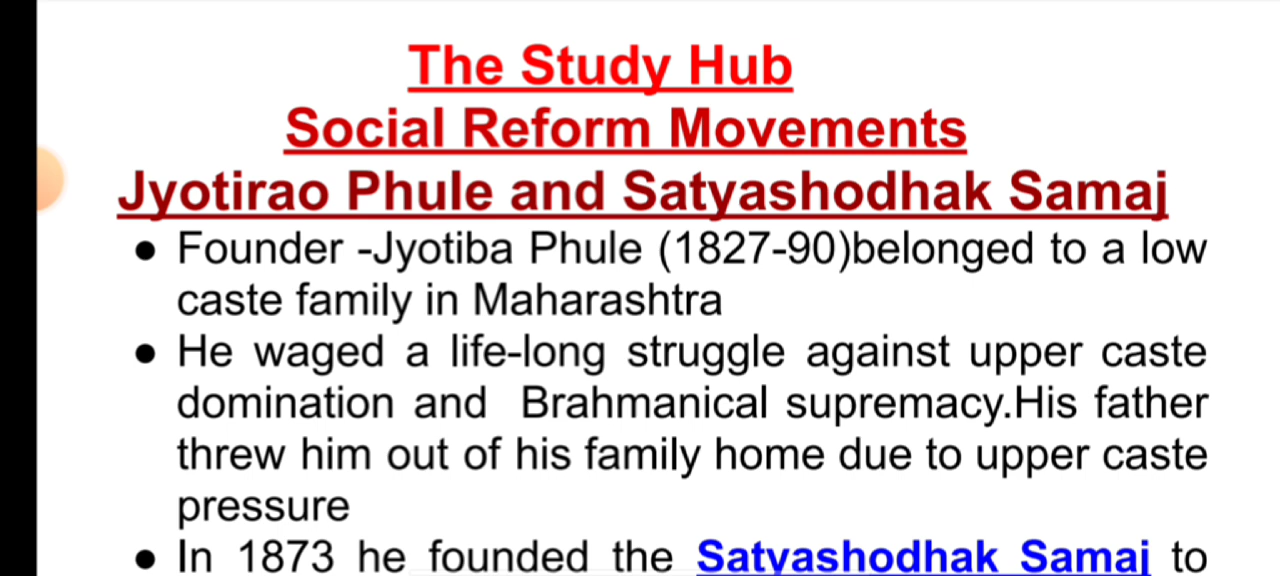 The Study Hub
Social Reform Movements
Jyotirao Phule and Satyashodhak Samaj
● Founder -Jyotiba Phule (1827-90)belonged to a low
caste family in Maharashtra
● He waged a life-long struggle against upper caste
domination and  Brahmanical supremacy.His father
threw him out of his family home due to upper caste
pressure
● In 1873 he founded the Satyashodhak Samaj to